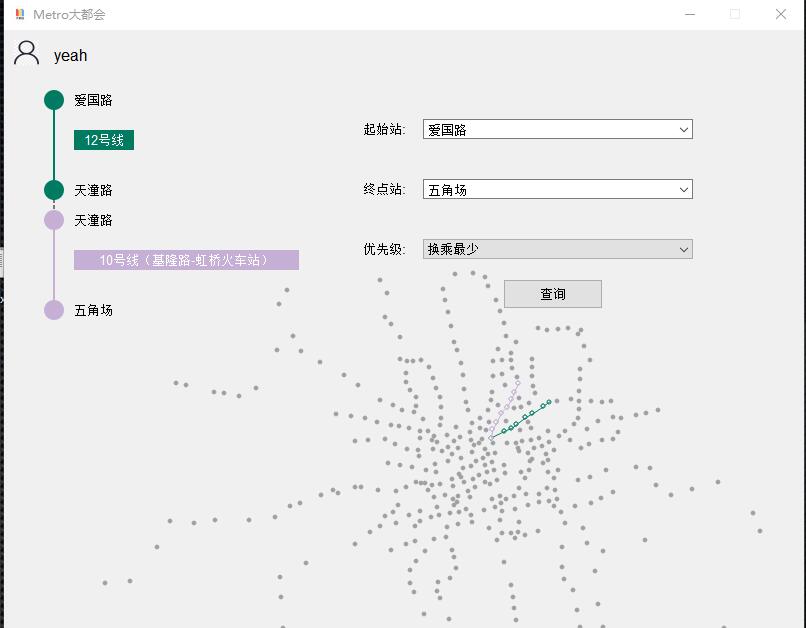 Metro大都会
yeah
爱国路
12号线
天潼路
天潼路
10号线（基隆路-虹桥火车站）
五角场
起始站:
爱国路
终点站:
五角场
优先级:
换乘最少
查询